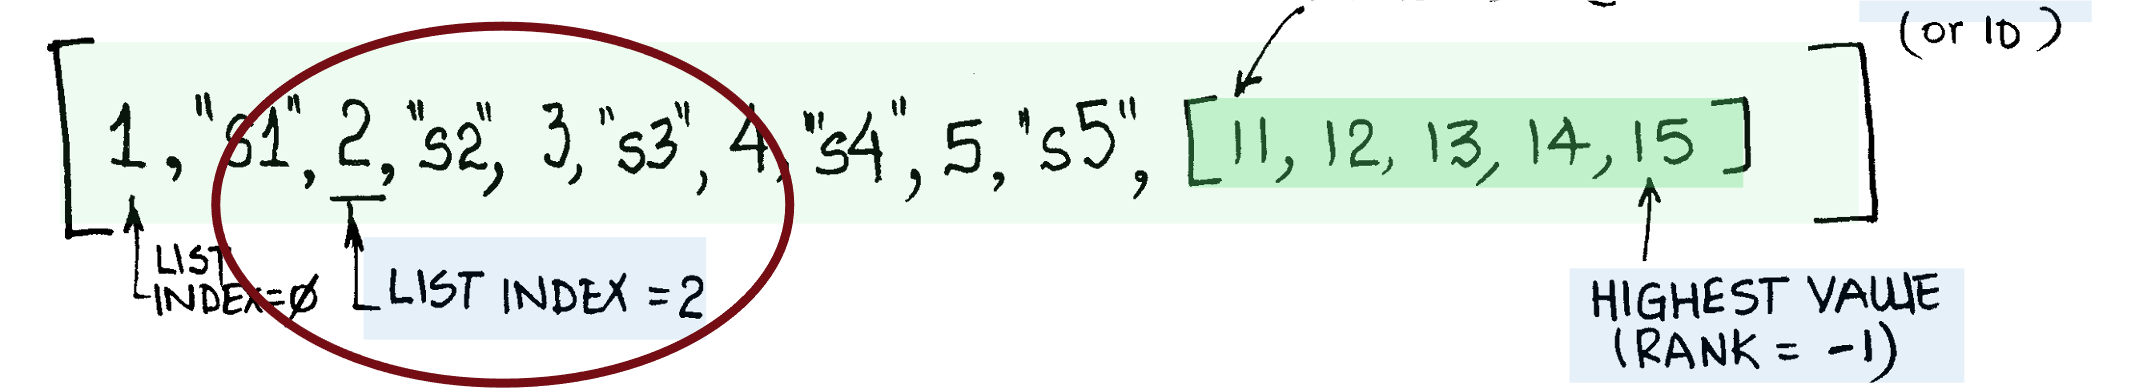 (or ID)
[1, "s1", 2, "s2", 3, "s3", 4, "s4", 5, "s5", [11, 12, 13, 14, 15]]
LIST
INDEX=Ø
LIST INDEX = 2
HIGHEST VALUE
(RANK = -1)